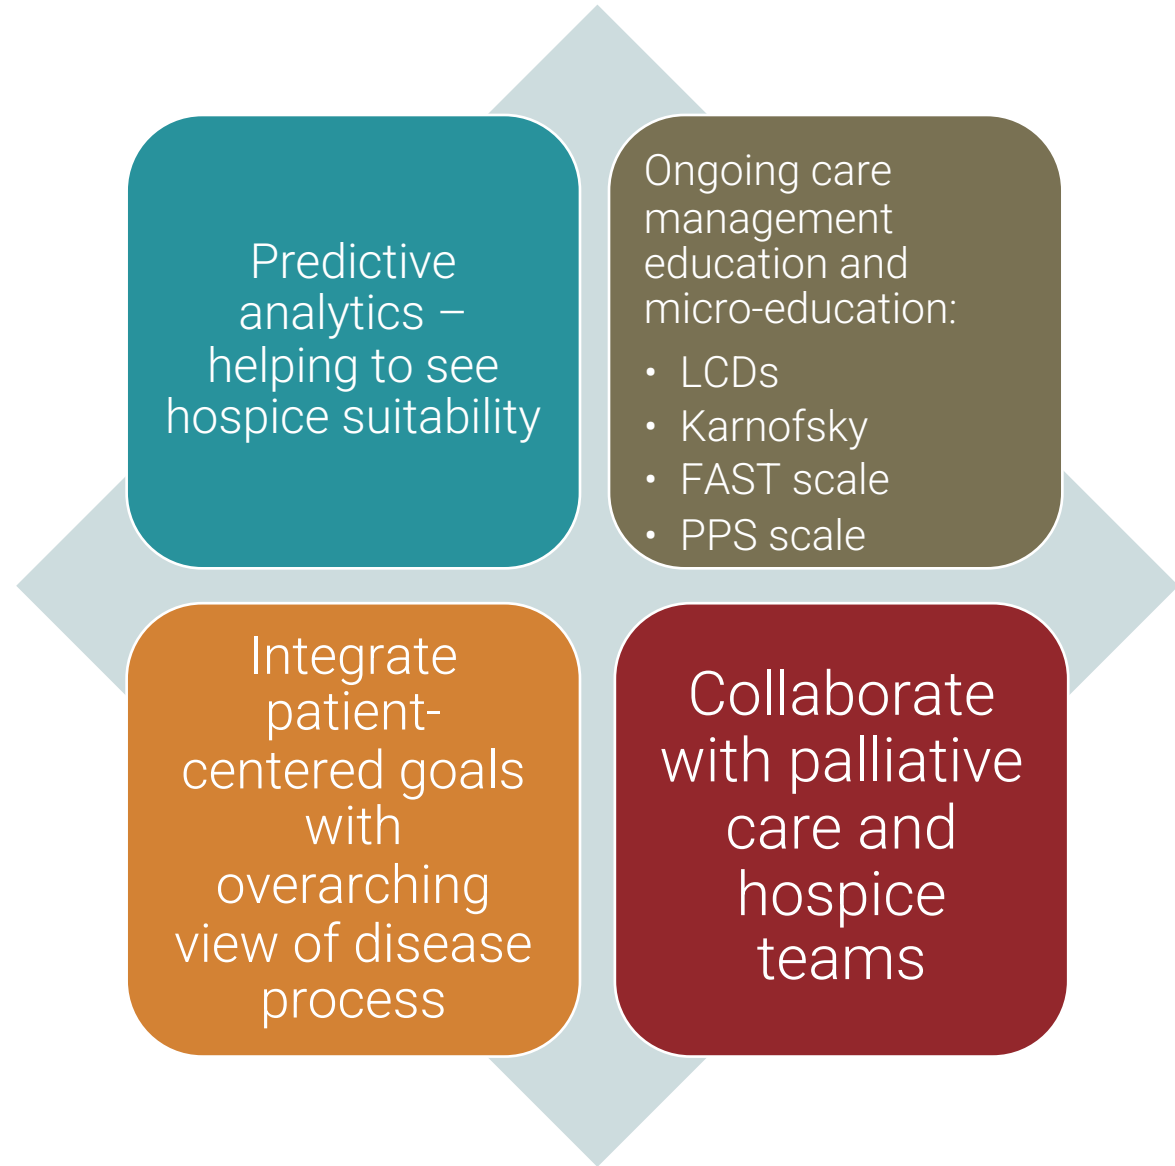 Predictive
analytics –
helping to see
hospice suitability
Ongoing care
management
education and
micro-education:
• LCDs
• Karnofsky
• FAST scale
• PPS scale
Integrate
patient-
centered goals
with
overarching
view of disease
process
Collaborate
with palliative
care and
hospice
teams